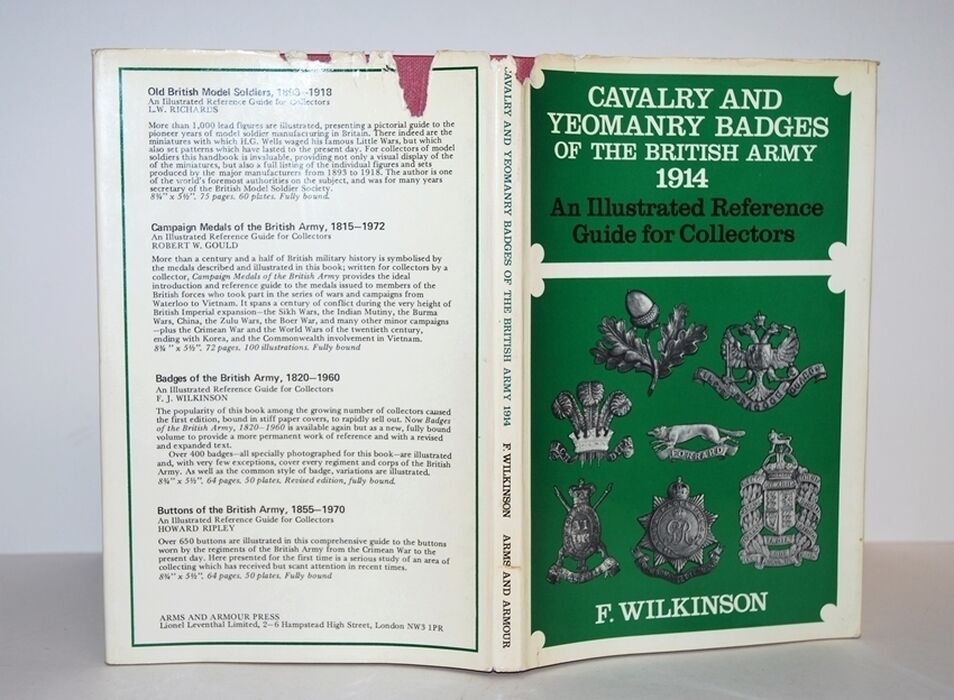 Old British Model Soldiers, 1893–1918
An Illustrated Reference Guide for Collectors
L.W. RICHARDS
More than 1,000 lead figures are illustrated, presenting a pictorial guide to the
pioneer years of model soldier manufacturing in Britain. There indeed are the
miniatures with which H.G. Wells waged his famous Little Wars, but which
also set patterns which have lasted to the present day. For collectors of model
soldiers this handbook is invaluable, providing not only a visual display of the
of the miniatures, but also a full listing of the individual figures and sets
produced by the major manufacturers from 1893 to 1918. The author is one
of the world's foremost authorities on the subject, and was for many years
secretary of the British Model Soldier Society.
8¾" x 5½". 75 pages. 60 plates. Fully bound.
Campaign Medals of the British Army, 1815–1972
An Illustrated Reference Guide for Collectors
ROBERT W. GOULD
More than a century and a half of British military history is symbolised by
the medals described and illustrated in this book; written for collectors by a
collector, Campaign Medals of the British Army provides the ideal
introduction and reference guide to the medals issued to members of the
British forces who took part in the series of wars and campaigns from
Waterloo to Vietnam. It spans a century of conflict during the very height of
British Imperial expansion—the Sikh Wars, the Indian Mutiny, the Burma
Wars, China, the Zulu Wars, the Boer War, and many other minor campaigns
—plus the Crimean War and the World Wars of the twentieth century,
ending with Korea, and the Commonwealth involvement in Vietnam.
8¾" x 5½". 72 pages. 100 illustrations. Fully bound
Badges of the British Army, 1820–1960
An Illustrated Reference Guide for Collectors
F. J. WILKINSON
The popularity of this book among the growing number of collectors caused
the first edition, bound in stiff paper covers, to rapidly sell out. Now Badges
of the British Army, 1820–1960 is available again but as a new, fully bound
volume to provide a more permanent work of reference and with a revised
and expanded text.
Over 400 badges—all specially photographed for this book—are illustrated
and, with very few exceptions, cover every regiment and corps of the British
Army. As well as the common style of badge, variations are illustrated.
8¾" x 5½". 64 pages. 50 plates. Revised edition, fully bound.
Buttons of the British Army, 1855–1970
An Illustrated Reference Guide for Collectors
HOWARD RIPLEY
Over 650 buttons are illustrated in this comprehensive guide to the buttons
worn by the regiments of the British Army from the Crimean War to the
present day. Here presented for the first time is a serious study of an area of
collecting which has received but scant attention in recent times.
8¾" x 5½". 64 pages. 50 plates. Fully bound
ARMS AND ARMOUR PRESS
Lionel Leventhal Limited, 2–6 Hampstead High Street, London NW3 1PR
CAVALRY AND YEOMANRY BADGES OF THE BRITISH ARMY 1914 F. WILKINSON ARMS AND ARMOUR
CAVALRY AND
YEOMANRY BADGES
OF THE BRITISH ARMY
1914
An Illustrated Reference
Guide for Collectors
FORRARD
F. WILKINSON